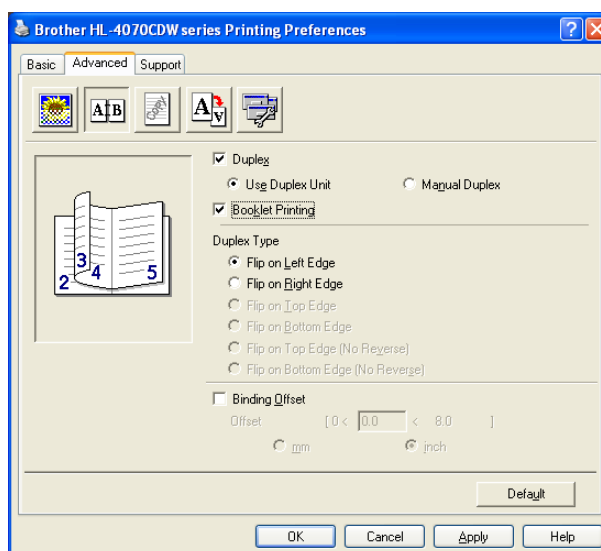 Brother HL-4070CDW series Printing Preferences
Basic Advanced Support
A B A A
Duplex
Use Duplex Unit Manual Duplex
Booklet Printing
2 3 4 5
Duplex Type
Flip on Left Edge
Flip on Right Edge
Flip on Top Edge
Flip on Bottom Edge
Flip on Top Edge (No Reverse)
Flip on Bottom Edge (No Reverse)
Binding Offset
Offset [ 0 < 0.0 < 8.0 ]
mm inch
Default
OK Cancel Apply Help